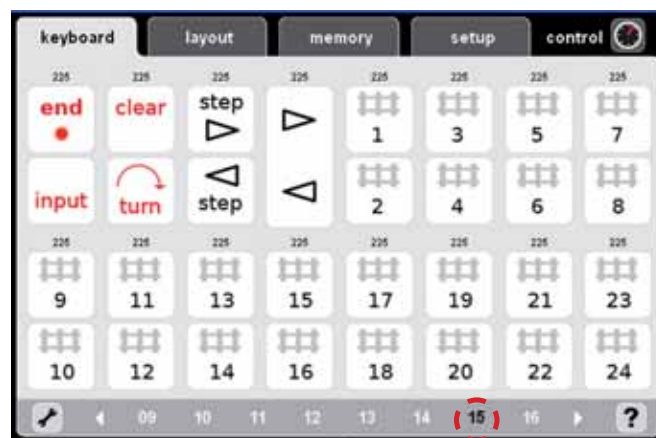 keyboard layout memory setup control
225 225 225 225 225 225 225 225
end clear step
1 3 5 7
input turn step
2 4 6 8
225 225 225 225 225 225 225 225
9 11 13 15 17 19 21 23
10 12 14 16 18 20 22 24
09 10 11 12 13 14 15 16 ?